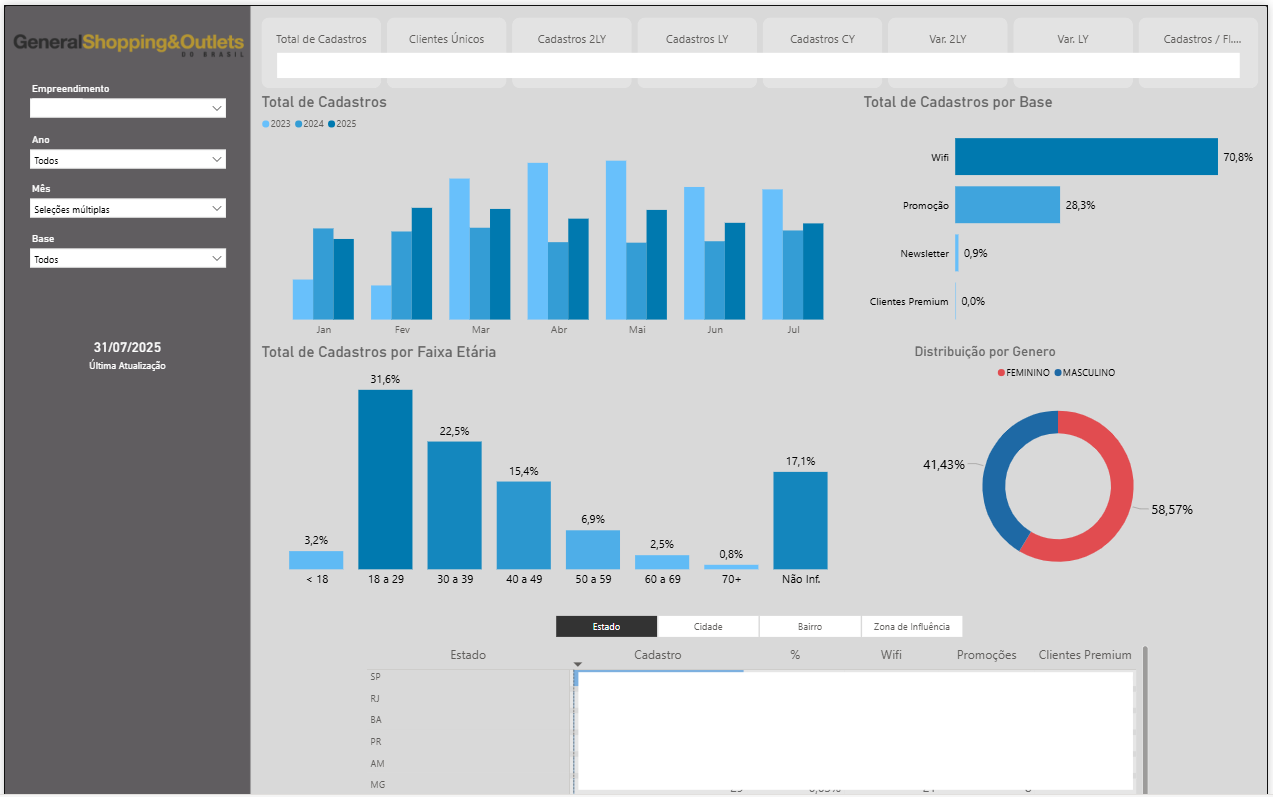 GeneralShopping&Outlets
DO BRASIL
Empreendimento
Ano
Todos
Mês
Seleções múltiplas
Base
Todos
31/07/2025
Última Atualização
Total de Cadastros
Clientes Únicos
Cadastros 2LY
Cadastros LY
Cadastros CY
Var. 2LY
Var. LY
Cadastros / Fl....
Total de Cadastros
2023 2024 2025
Jan Fev Mar Abr Mai Jun Jul
Total de Cadastros por Base
Wifi 70,8%
Promoção 28,3%
Newsletter 0,9%
Clientes Premium 0,0%
Total de Cadastros por Faixa Etária
3,2% 31,6% 22,5% 15,4% 6,9% 2,5% 0,8% 17,1%
< 18 18 a 29 30 a 39 40 a 49 50 a 59 60 a 69 70+ Não Inf.
Distribuição por Genero
FEMININO MASCULINO
41,43%
58,57%
Estado Cidade Bairro Zona de Influência
Estado Cadastro % Wifi Promoções Clientes Premium
SP
RJ
BA
PR
AM
MG